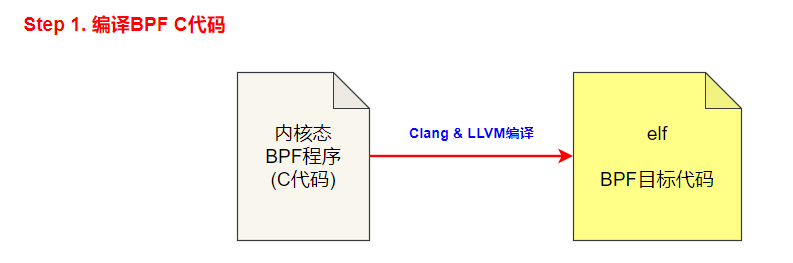 Step 1. 编译BPF C代码
内核态
BPF程序
(C代码)
Clang & LLVM编译
elf
BPF目标代码